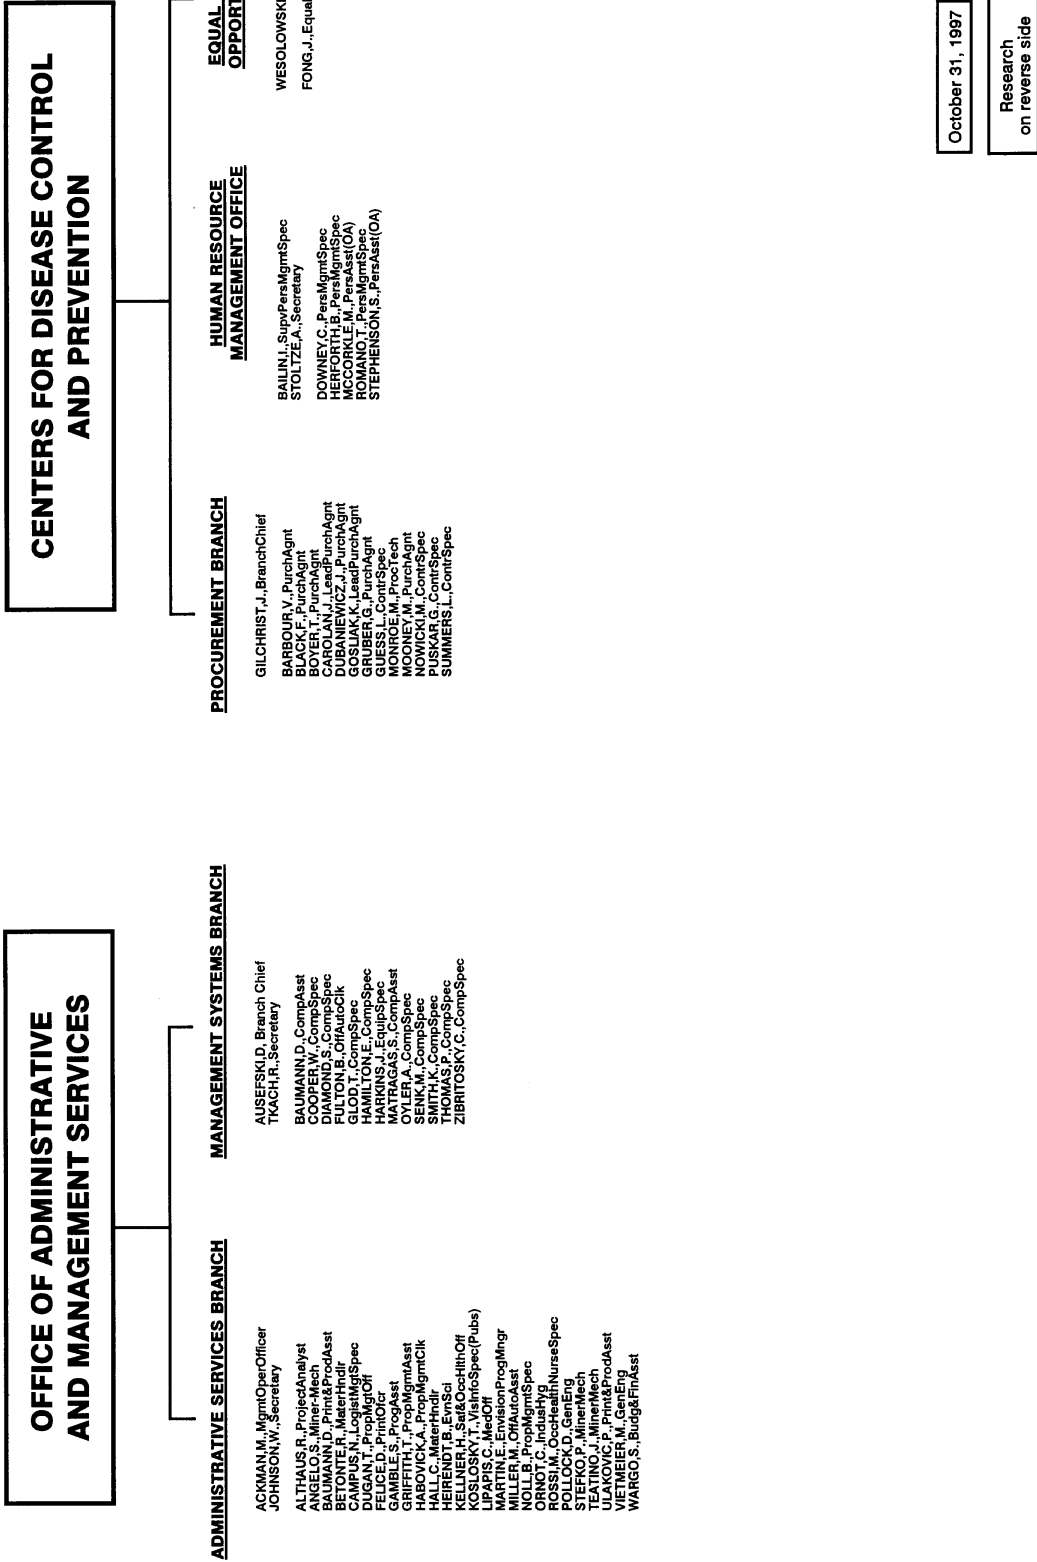 OFFICE OF ADMINISTRATIVE
AND MANAGEMENT SERVICES
ADMINISTRATIVE SERVICES BRANCH
ACKMAN,M.,MgmtOperOfficer
JOHNSON,W.,Secretary
ALTHAUS,R.,ProjectAnalyst
ANGELO,S.,Miner-Mech
BAUMANN,D.,Print&ProdAsst
BETONTE,R.,MaterHndlr
CAMPUS,N.,LogistMgtSpec
DUGAN,T.,PropMgtOff
FELICE,D.,PrintOfcr
GAMBLE,S.,ProgAsst
GRIFFITH,T.,PropMgmtAsst
HABOVICK,A.,PropMgmtClk
HALL,C.,MaterHndlr
HEIRENDT,B.,EvnSci
KELLNER,H.,Saf&OccHlthOff
KOSLOSKY,T.,VisInfoSpec(Pubs)
LIPAPIS,C.,MedOff
MARTIN,E.,EnvisionProgMngr
MILLER,M.,OffAutoAsst
NOLL,B.,PropMgmtSpec
ORNOT,C.,IndusHyg
ROSSI,M.,OccHealthNurseSpec
POLLOCK,D.,GenEng
STEFKO,P.,MinerMech
TEATINO,J.,MinerMech
ULAKOVIC,P.,Print&ProdAsst
VIETMEIER,M.,GenEng
WARGO,S.,Budg&FinAsst
MANAGEMENT SYSTEMS BRANCH
AUSEFSKI,D, Branch Chief
TKACH,R.,Secretary
BAUMANN,D.,CompAsst
COOPER,W.,CompSpec
DIAMOND,S.,CompSpec
FULTON,B.,OffAutoClk
GLOD,T.,CompSpec
HAMILTON,E.,CompSpec
HARKINS,J.,EquipSpec
MATRAGAS,S.,CompAsst
OYLER,A.,CompSpec
SENK,M.,CompSpec
SMITH,K.,CompSpec
THOMAS,P.,CompSpec
ZIBRITOSKY,C.,CompSpec
CENTERS FOR DISEASE CONTROL
AND PREVENTION
PROCUREMENT BRANCH
GILCHRIST,J.,BranchChief
BARBOUR,V.,PurchAgnt
BLACK,F.,PurchAgnt
BOYER,T.,PurchAgnt
CAROLAN,J.,LeadPurchAgnt
DUBANIEWICZ,J.,PurchAgnt
GOSLIAK,K.,LeadPurchAgnt
GRUBER,G.,PurchAgnt
GUESS,L.,ContrSpec
MONROE,M.,ProcTech
MOONEY,M.,PurchAgnt
NOWICKI,M.,ContrSpec
PUSKAR,G.,ContrSpec
SUMMERS,L.,ContrSpec
HUMAN RESOURCE
MANAGEMENT OFFICE
BAILIN,I.,SupvPersMgmtSpec
STOLTZE,A.,Secretary
DOWNEY,C.,PersMgmtSpec
HERFORTH,B.,PersMgmtSpec
MCCORKLE,M.,PersAsst(OA)
ROMANO,T.,PersMgmtSpec
STEPHENSON,S.,PersAsst(OA)
EQUAL
OPPORT
WESOLOWSKI
FONG,J.,Equal
October 31, 1997
Research
on reverse side